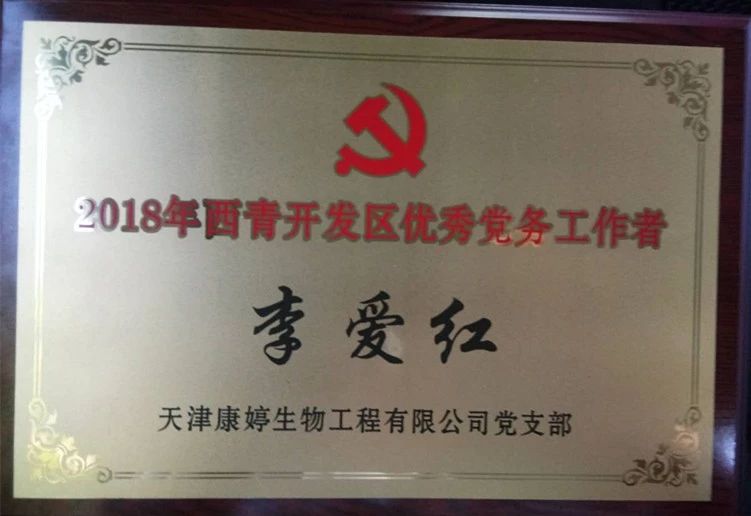 2018年西青开发区优秀党务工作者
李爱红
天津康婷生物工程有限公司党支部